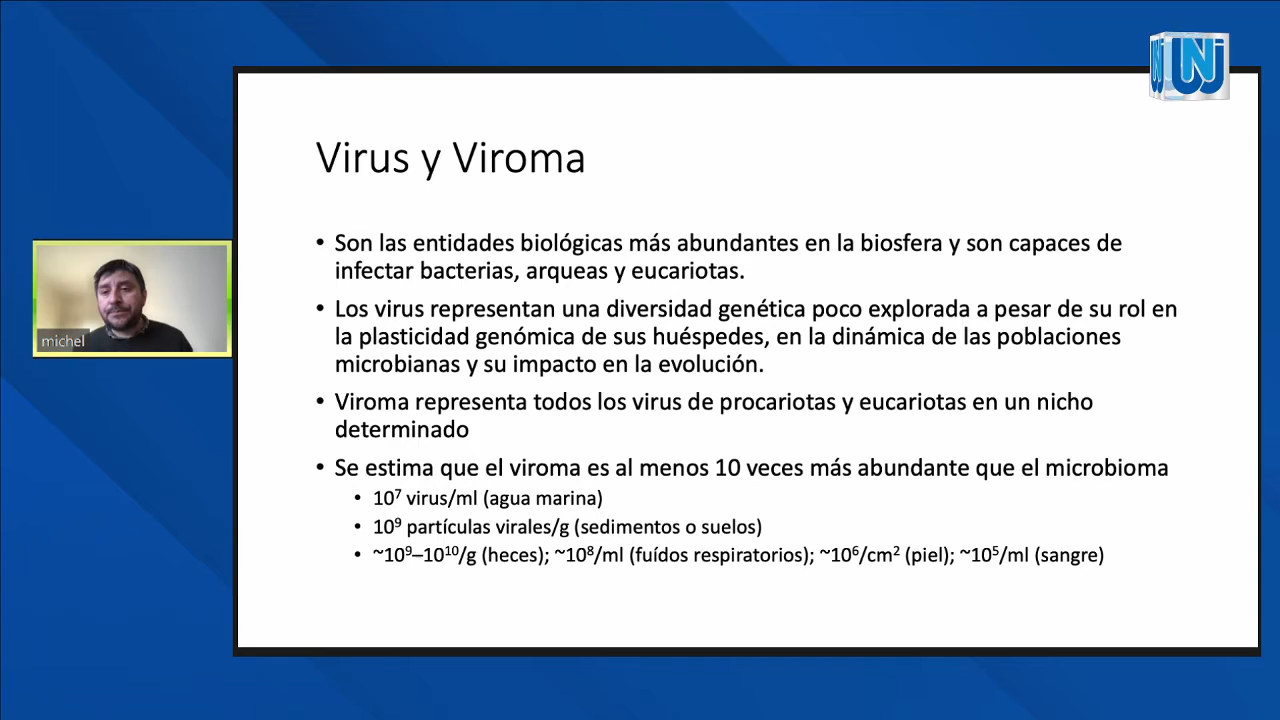 UNJ
Virus y Viroma
• Son las entidades biológicas más abundantes en la biosfera y son capaces de
infectar bacterias, arqueas y eucariotas.
• Los virus representan una diversidad genética poco explorada a pesar de su rol en
la plasticidad genómica de sus huéspedes, en la dinámica de las poblaciones
microbianas y su impacto en la evolución.
michel
• Viroma representa todos los virus de procariotas y eucariotas en un nicho
determinado
• Se estima que el viroma es al menos 10 veces más abundante que el microbioma
• 10⁷ virus/ml (agua marina)
• 10⁹ partículas virales/g (sedimentos o suelos)
• ~10⁹–10¹⁰/g (heces); ~10⁸/ml (fuídos respiratorios); ~10⁶/cm² (piel); ~10⁵/ml (sangre)